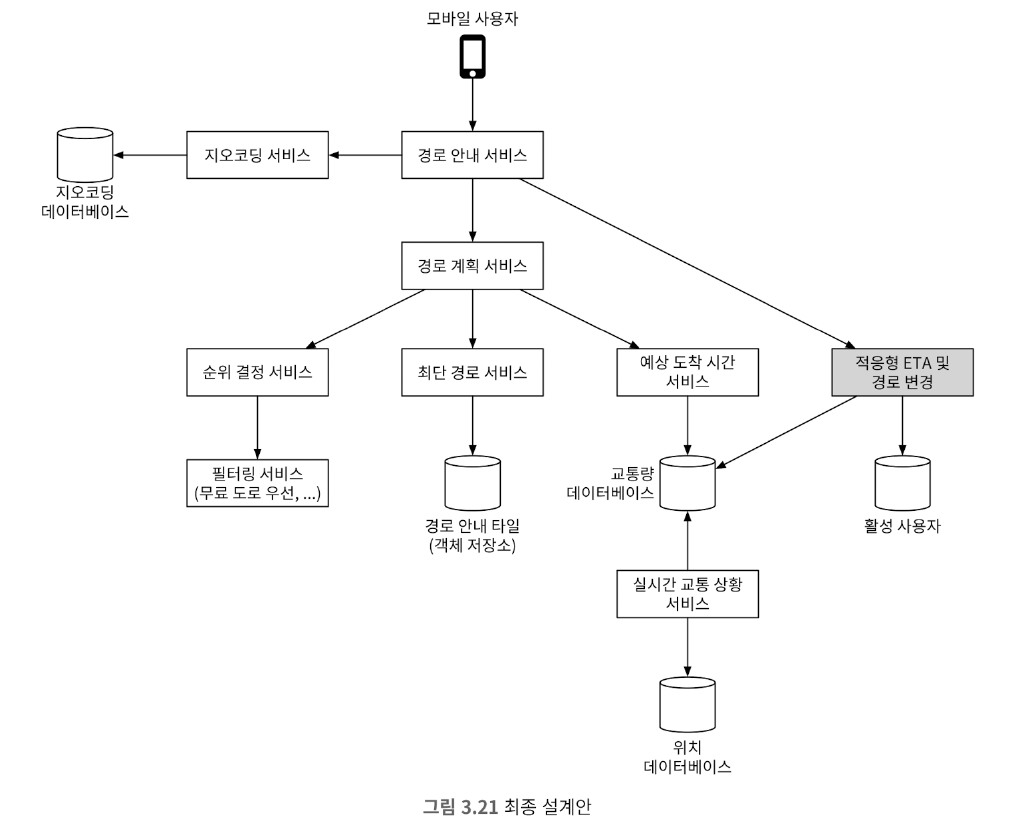 모바일 사용자
지오코딩 서비스
경로 안내 서비스
지오코딩
데이터베이스
경로 계획 서비스
순위 결정 서비스
최단 경로 서비스
예상 도착 시간
서비스
적응형 ETA 및
경로 변경
필터링 서비스
(무료 도로 우선, ...)
경로 안내 타일
(객체 저장소)
교통량
데이터베이스
활성 사용자
실시간 교통 상황
서비스
위치
데이터베이스
그림 3.21 최종 설계안